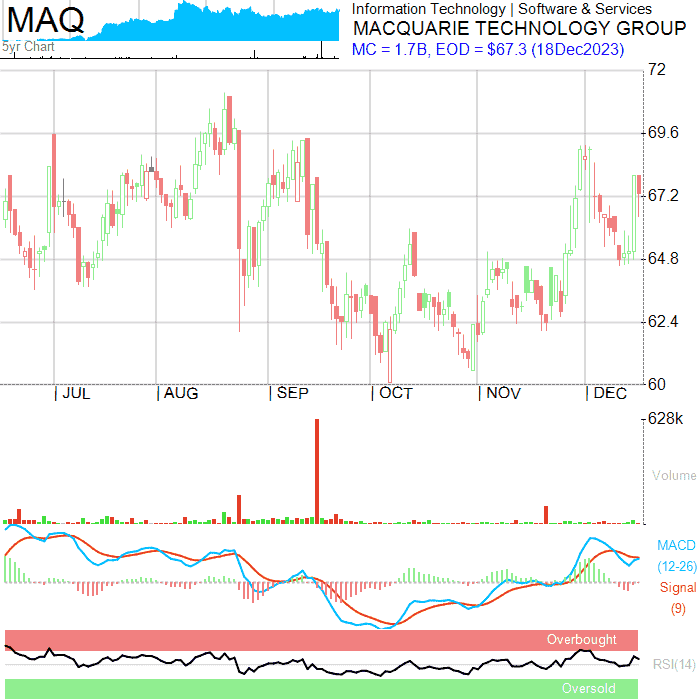 MAQ
5yr Chart
Information Technology | Software & Services
MACQUARIE TECHNOLOGY GROUP
MC = 1.7B, EOD = $67.3 (18Dec2023)
72
69.6
67.2
64.8
62.4
60
| JUL | AUG | SEP | OCT | NOV | DEC
628k
Volume
MACD
(12-26)
Signal
(9)
Overbought
RSI(14)
Oversold